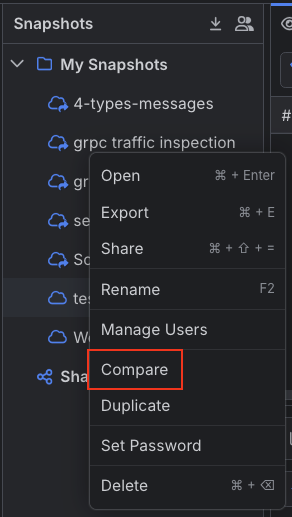 Snapshots
My Snapshots
4-types-messages
grpc traffic inspection
gr
Open ⌘ + Enter
Export ⌘ + E
se
Share ⌘ + ⇧ + =
Sc
Rename F2
tes
Manage Users
We
Compare
Sha
Duplicate
Set Password
Delete ⌘ + ⌫
#